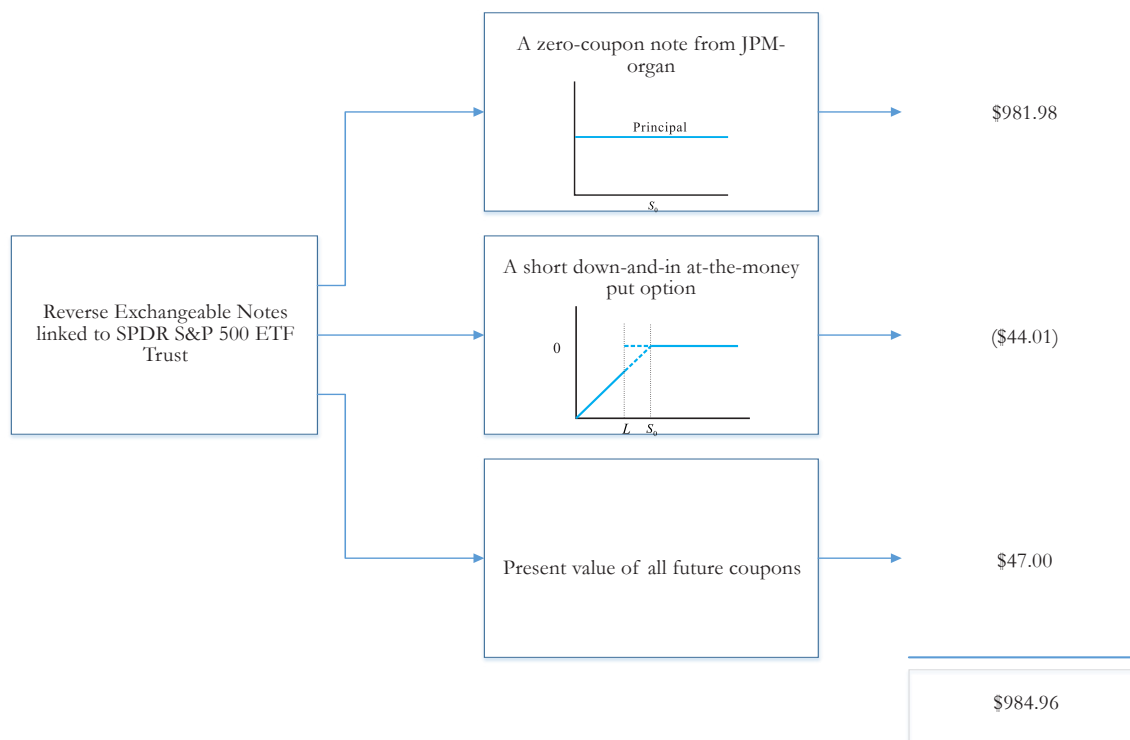 Reverse Exchangeable Notes
linked to SPDR S&P 500 ETF
Trust
A zero-coupon note from JPM-
organ
Principal
S₀
$981.98
A short down-and-in at-the-money
put option
0
L
S₀
($44.01)
Present value of all future coupons
$47.00
$984.96